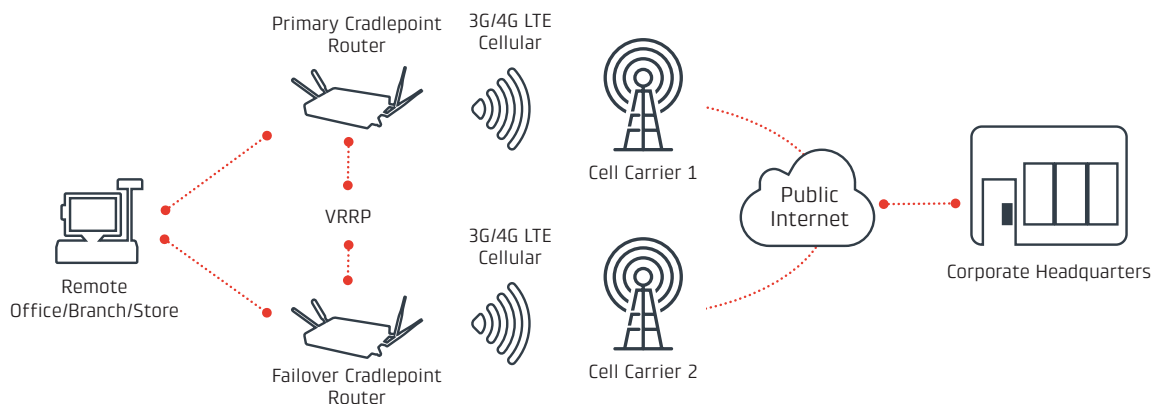 Primary Cradlepoint
Router
3G/4G LTE
Cellular
Cell Carrier 1
Remote
Office/Branch/Store
VRRP
Public
Internet
Corporate Headquarters
3G/4G LTE
Cellular
Failover Cradlepoint
Router
Cell Carrier 2